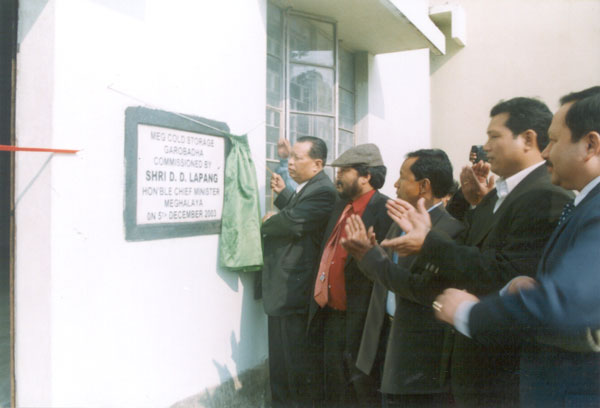 MEG COLD STORAGE
GAROBADHA
COMMISSIONED BY
SHRI D. D. LAPANG
HON'BLE CHIEF MINISTER
MEGHALAYA
ON 5TH DECEMBER 2003